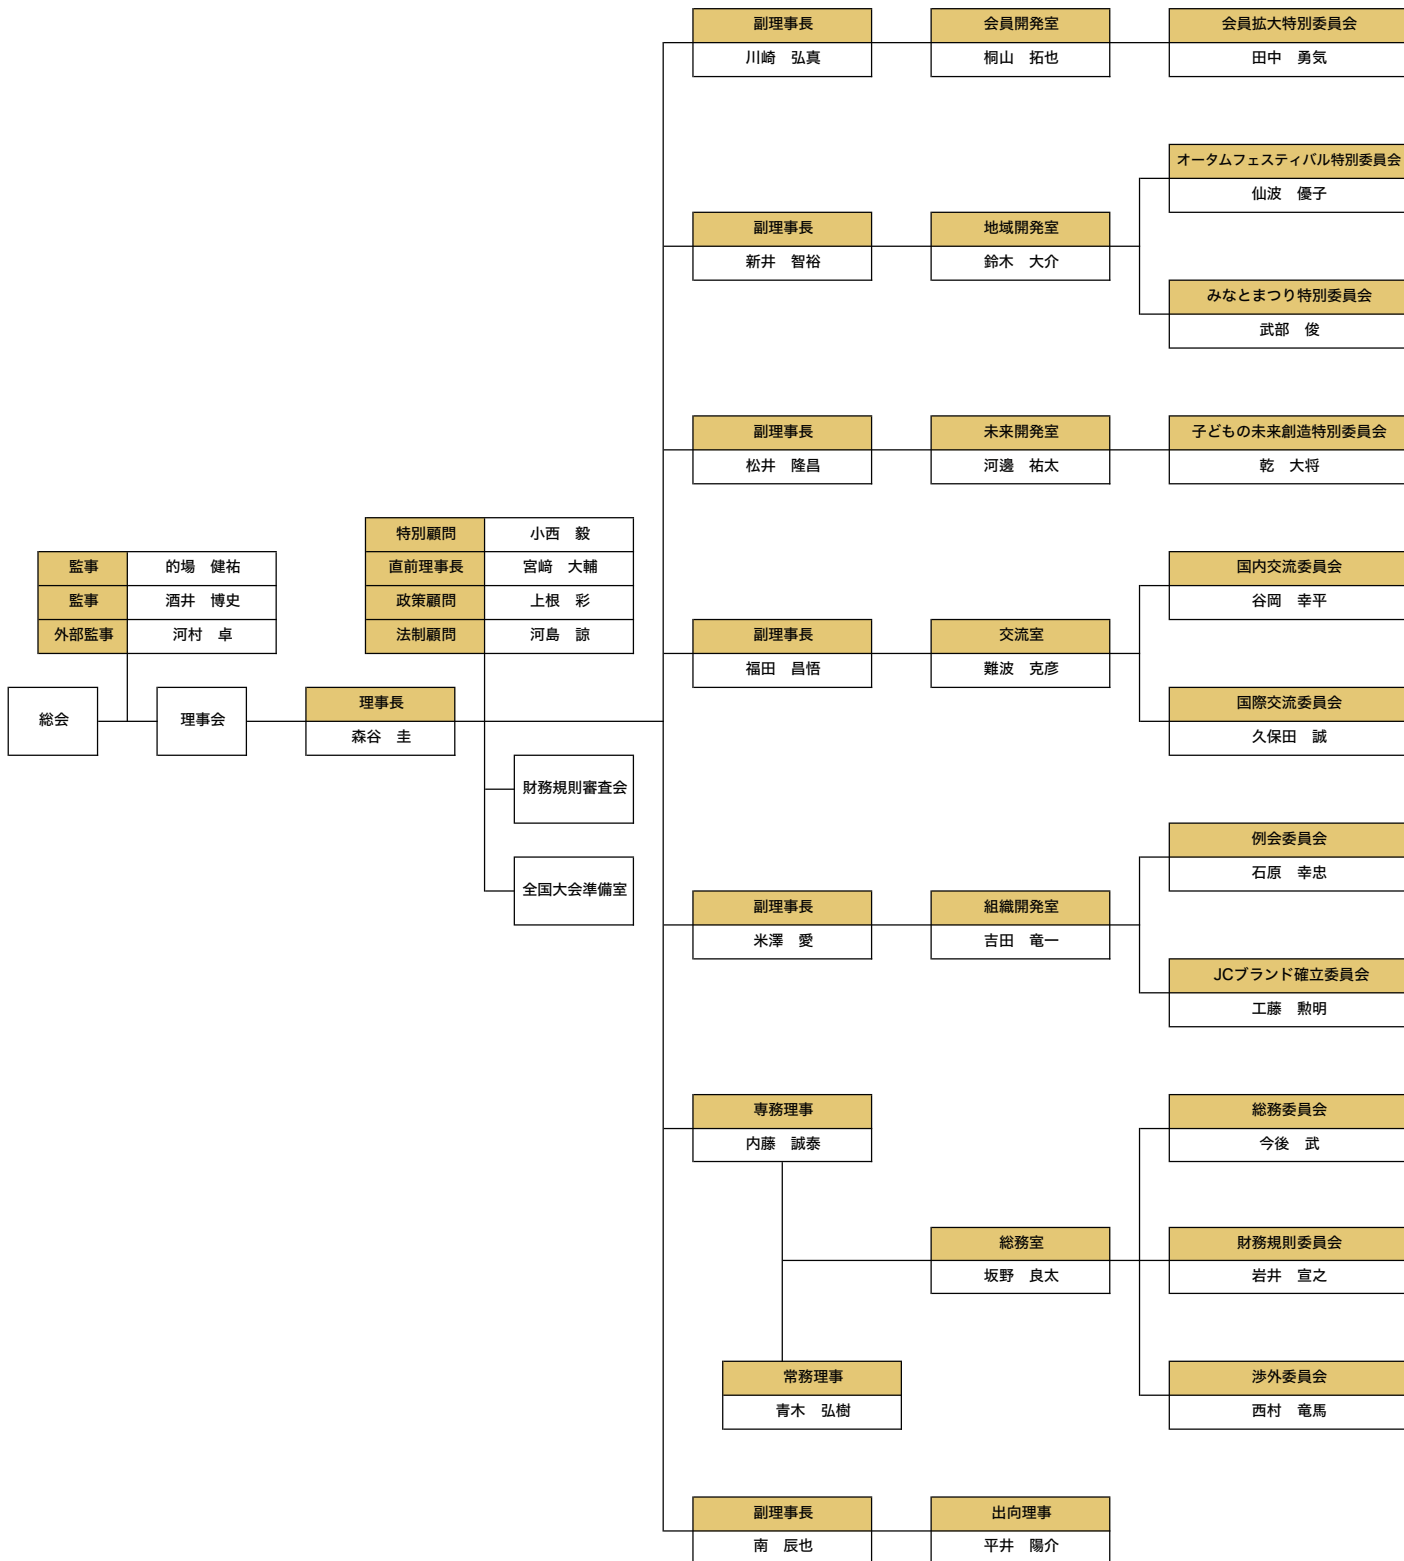 副理事長
川崎　弘真
会員開発室
桐山　拓也
会員拡大特別委員会
田中　勇気
オータムフェスティバル特別委員会
仙波　優子
副理事長
新井　智裕
地域開発室
鈴木　大介
みなとまつり特別委員会
武部　俊
副理事長
松井　隆昌
未来開発室
河邊　祐太
子どもの未来創造特別委員会
乾　大将
特別顧問　小西　毅
直前理事長　宮﨑　大輔
政策顧問　上根　彩
法制顧問　河島　諒
監事　的場　健祐
監事　酒井　博史
外部監事　河村　卓
総会
理事会
理事長
森谷　圭
財務規則審査会
全国大会準備室
国内交流委員会
谷岡　幸平
副理事長
福田　昌悟
交流室
難波　克彦
国際交流委員会
久保田　誠
例会委員会
石原　幸忠
副理事長
米澤　愛
組織開発室
吉田　竜一
JCブランド確立委員会
工藤　勲明
専務理事
内藤　誠泰
総務委員会
今後　武
総務室
坂野　良太
財務規則委員会
岩井　宣之
常務理事
青木　弘樹
渉外委員会
西村　竜馬
副理事長
南　辰也
出向理事
平井　陽介